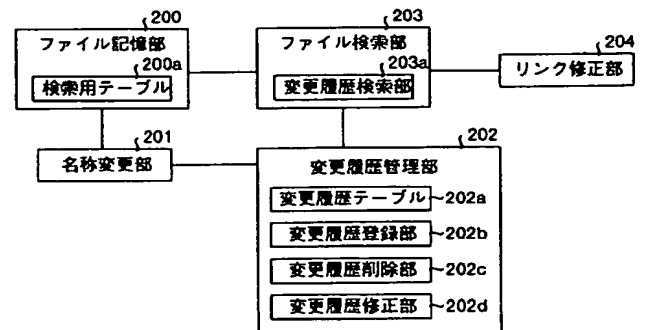 200
ファイル記憶部
200a
検索用テーブル
203
ファイル検索部
203a
変更履歴検索部
204
リンク修正部
201
名称変更部
202
変更履歴管理部
変更履歴テーブル 202a
変更履歴登録部 202b
変更履歴削除部 202c
変更履歴修正部 202d